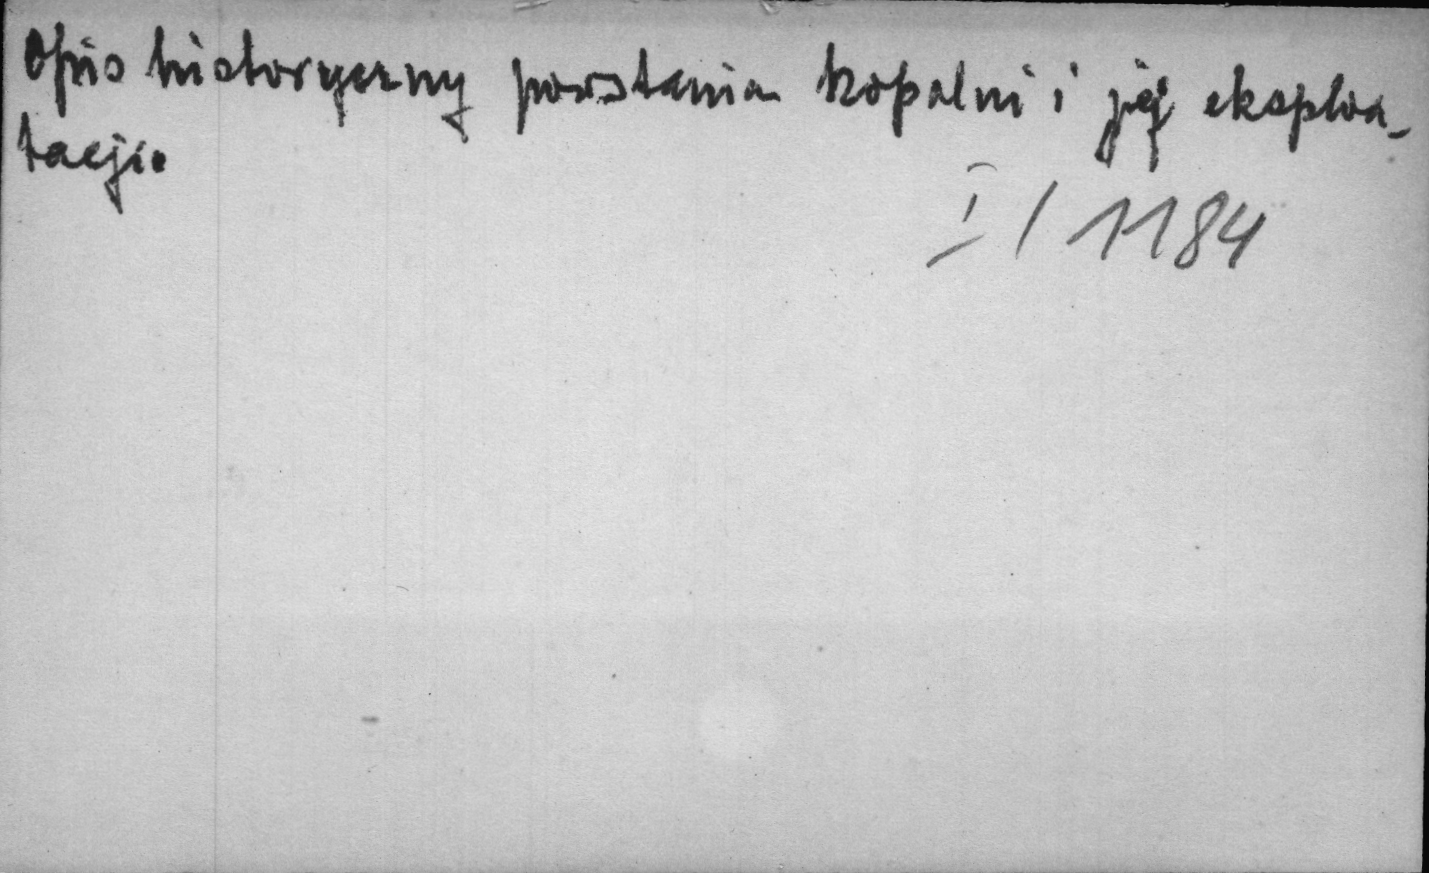 Opis historyczny powstania kopalni i jej eksploa-
tacji.
I / 1184